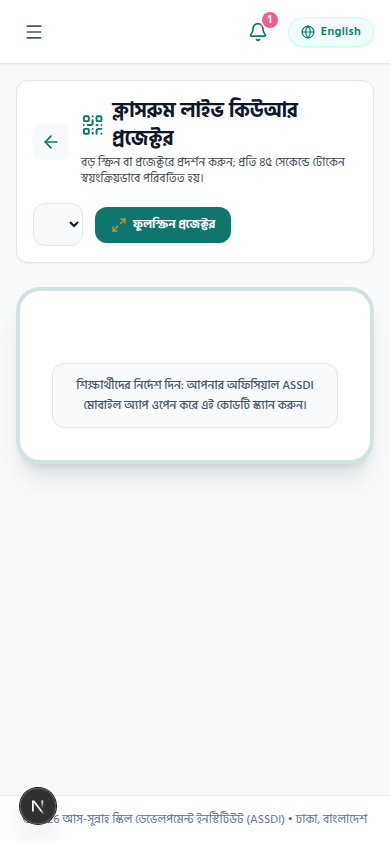 1
English
ক্লাসরুম লাইভ কিউআর
প্রজেক্টর
বড় স্ক্রিন বা প্রজেক্টরে প্রদর্শন করুন; প্রতি ৪৫ সেকেন্ডে টোকেন
স্বয়ংক্রিয়ভাবে পরিবর্তিত হয়।
ফুলস্ক্রিন প্রজেক্টর
শিক্ষার্থীদের নির্দেশ দিন: আপনার অফিসিয়াল ASSDI
মোবাইল অ্যাপ ওপেন করে এই কোডটি স্ক্যান করুন।
N
26 আস-সুন্নাহ স্কিল ডেভেলপমেন্ট ইনস্টিটিউট (ASSDI) • ঢাকা, বাংলাদেশ